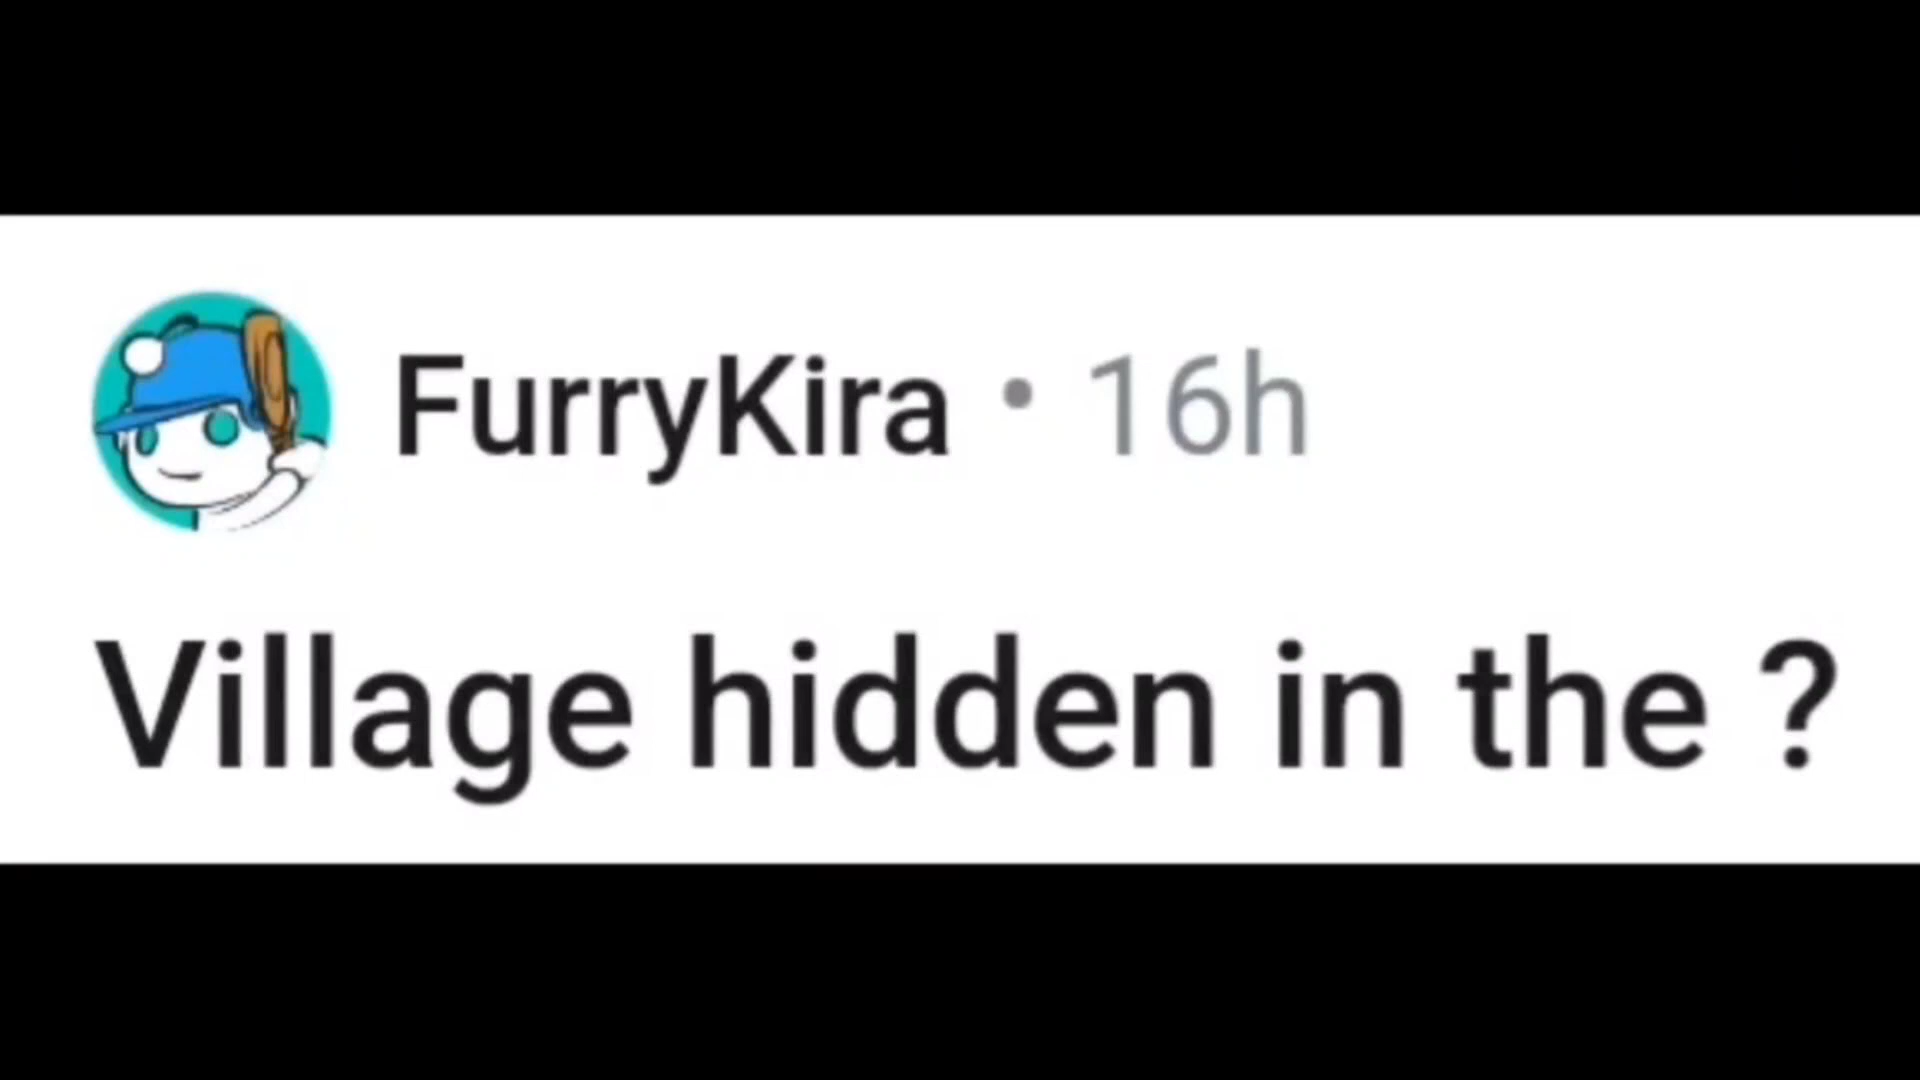 FurryKira • 16h
Village hidden in the ?